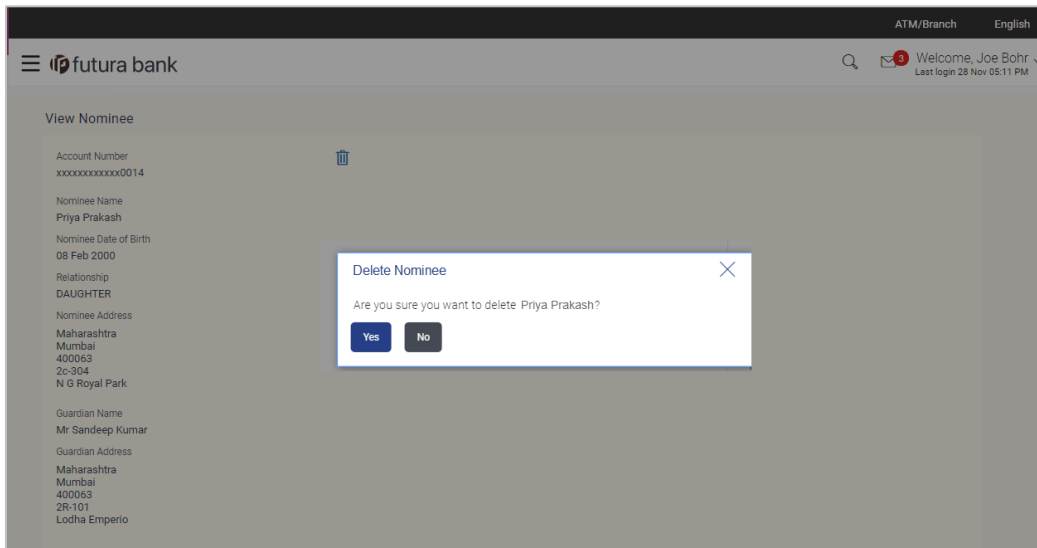 ATM/Branch English
futura bank
3
Welcome, Joe Bohr
Last login 28 Nov 05:11 PM
View Nominee
Account Number
xxxxxxxxxxxx0014
Nominee Name
Priya Prakash
Nominee Date of Birth
08 Feb 2000
Relationship
DAUGHTER
Nominee Address
Maharashtra
Mumbai
400063
2c-304
N G Royal Park
Guardian Name
Mr Sandeep Kumar
Guardian Address
Maharashtra
Mumbai
400063
2R-101
Lodha Emperio
Delete Nominee
Are you sure you want to delete Priya Prakash?
Yes No